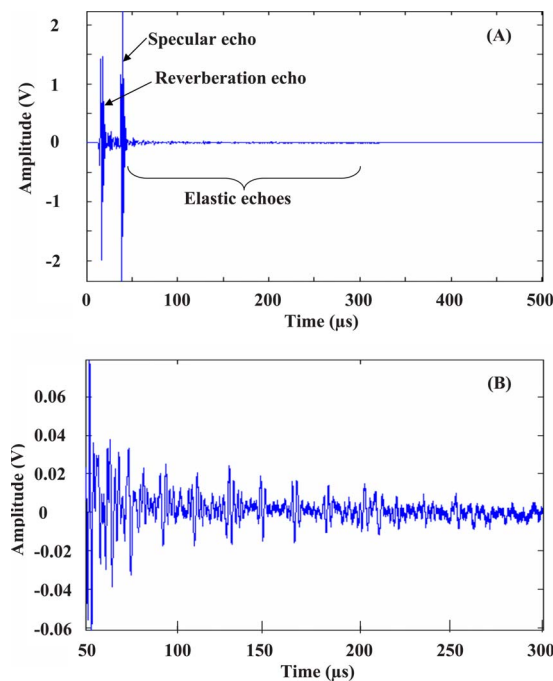 2
(A)
Specular echo
Reverberation echo
1
0
-1
-2
Amplitude (V)
Elastic echoes
0 100 200 300 400 500
Time (µs)
(B)
0.06
0.04
0.02
0
-0.02
-0.04
-0.06
Amplitude (V)
50 100 150 200 250 300
Time (µs)